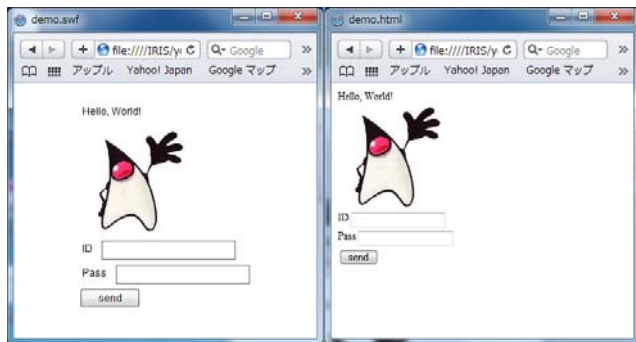 demo.swf
file:////IRIS/y
Google
アップル Yahoo! Japan Google マップ
Hello, World!
ID
Pass
send
demo.html
file:////IRIS/y
Google
アップル Yahoo! Japan Google マップ
Hello, World!
ID
Pass
send